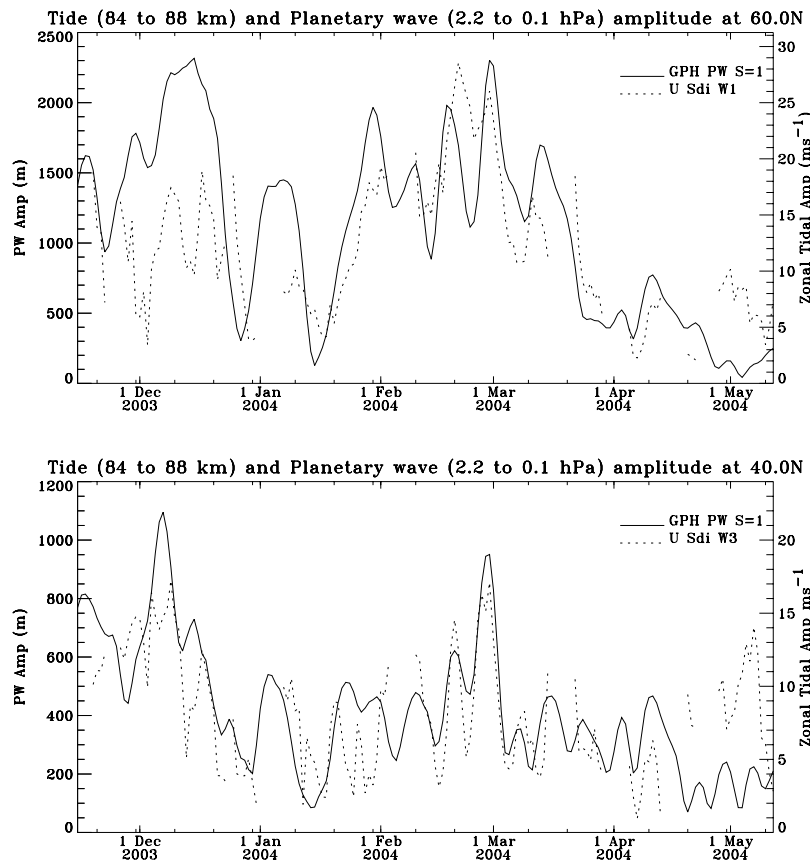 Tide (84 to 88 km) and Planetary wave (2.2 to 0.1 hPa) amplitude at 60.0N
2500
2000
1500
1000
500
0
PW Amp (m)
GPH PW S=1
U Sdi W1
30
25
20
15
10
5
0
Zonal Tidal Amp (ms⁻¹)
1 Dec 1 Jan 1 Feb 1 Mar 1 Apr 1 May
2003 2004 2004 2004 2004 2004
Tide (84 to 88 km) and Planetary wave (2.2 to 0.1 hPa) amplitude at 40.0N
1200
1000
800
600
400
200
0
PW Amp (m)
GPH PW S=1
U Sdi W3
20
15
10
5
0
Zonal Tidal Amp ms⁻¹
1 Dec 1 Jan 1 Feb 1 Mar 1 Apr 1 May
2003 2004 2004 2004 2004 2004